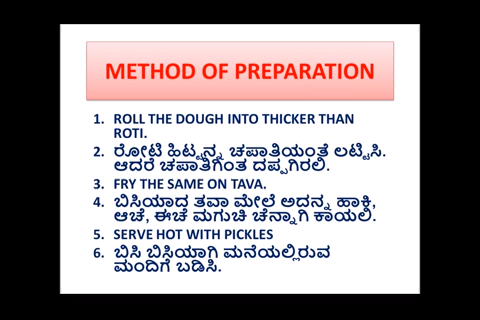 METHOD OF PREPARATION
1. ROLL THE DOUGH INTO THICKER THAN
ROTI.
2. ರೋಟಿ ಹಿಟ್ಟನ್ನ ಚಪಾತಿಯಂತೆ ಲಟ್ಟಿಸಿ.
ಆದರೆ ಚಪಾತಿಗಿಂತ ದಪ್ಪಗಿರಲಿ.
3. FRY THE SAME ON TAVA.
4. ಬಿಸಿಯಾದ ತವಾ ಮೇಲೆ ಅದನ್ನ ಹಾಕಿ,
ಆಚೆ, ಈಚೆ ಮಗುಚಿ ಚೆನ್ನಾಗಿ ಕಾಯಲಿ.
5. SERVE HOT WITH PICKLES
6. ಬಿಸಿ ಬಿಸಿಯಾಗಿ ಮನೆಯಲ್ಲಿರುವ
ಮಂದಿಗೆ ಬಡಿಸಿ.